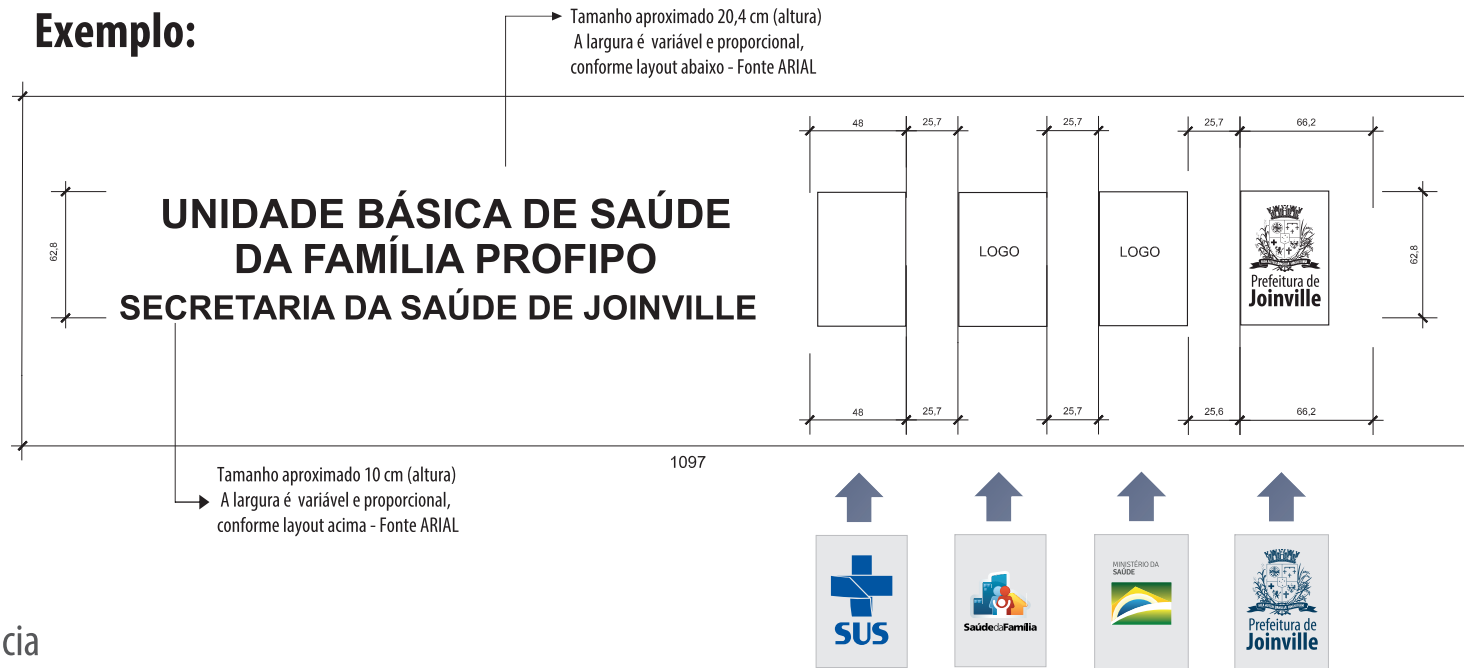 Exemplo:
Tamanho aproximado 20,4 cm (altura)
A largura é variável e proporcional,
conforme layout abaixo - Fonte ARIAL
48
25,7
25,7
25,7
66,2
62,8
UNIDADE BÁSICA DE SAÚDE
DA FAMÍLIA PROFIPO
SECRETARIA DA SAÚDE DE JOINVILLE
LOGO
LOGO
Prefeitura de
Joinville
62,8
48
25,7
25,7
25,6
66,2
1097
Tamanho aproximado 10 cm (altura)
A largura é variável e proporcional,
conforme layout acima - Fonte ARIAL
SUS
SaúdedaFamília
MINISTÉRIO DA
SAÚDE
Prefeitura de
Joinville
cia